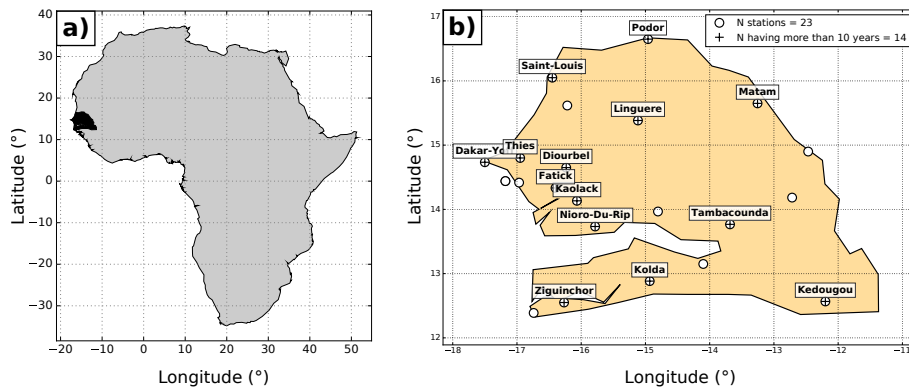 a)
40
30
20
10
0
−10
−20
−30
−20
−10
0
10
20
30
40
50
Latitude (°)
Longitude (°)
b)
N stations = 23
N having more than 10 years = 14
17
16
15
14
13
12
−18
−17
−16
−15
−14
−13
−12
−11
Latitude (°)
Longitude (°)
Podor
Saint-Louis
Matam
Linguere
Thies
Dakar-Yo
Diourbel
Fatick
Kaolack
Nioro-Du-Rip
Tambacounda
Kolda
Ziguinchor
Kedougou